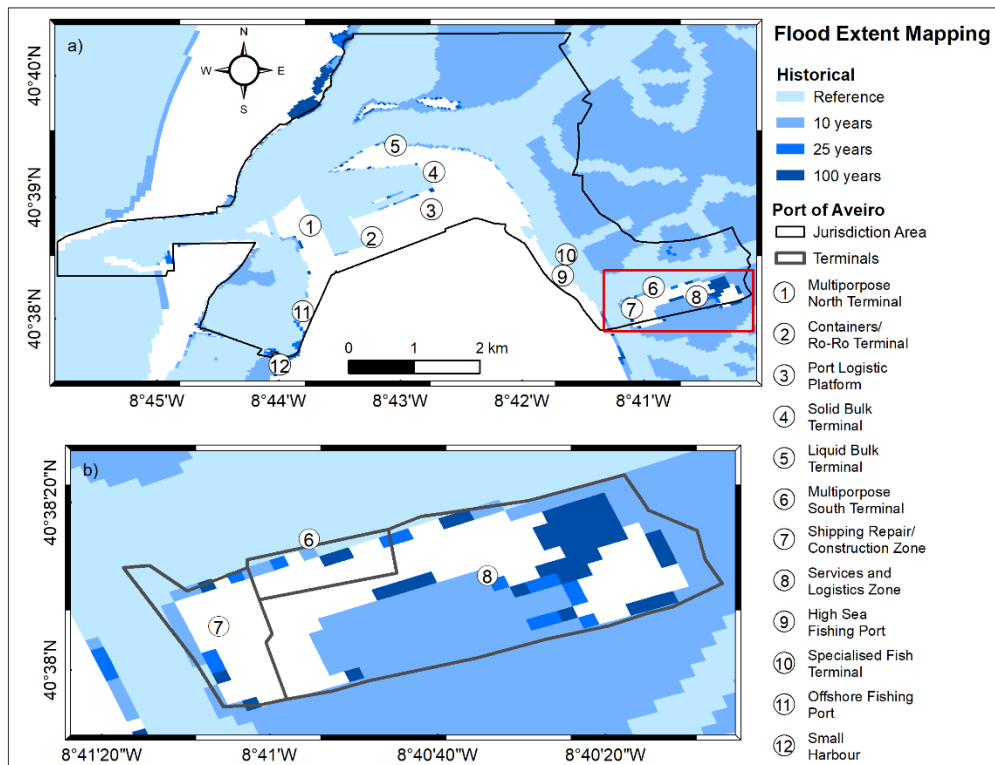 a)
N
W
E
S
40°40'N
40°39'N
40°38'N
1
2
3
4
5
6
7
8
9
10
11
12
0
1
2 km
8°45'W
8°44'W
8°43'W
8°42'W
8°41'W
b)
40°38'20"N
40°38'N
6
7
8
8°41'20"W
8°41'W
8°40'40"W
8°40'20"W
Flood Extent Mapping
Historical
Reference
10 years
25 years
100 years
Port of Aveiro
Jurisdiction Area
Terminals
1 Multiporpose
North Terminal
2 Containers/
Ro-Ro Terminal
3 Port Logistic
Platform
4 Solid Bulk
Terminal
5 Liquid Bulk
Terminal
6 Multiporpose
South Terminal
7 Shipping Repair/
Construction Zone
8 Services and
Logistics Zone
9 High Sea
Fishing Port
10 Specialised Fish
Terminal
11 Offshore Fishing
Port
12 Small
Harbour